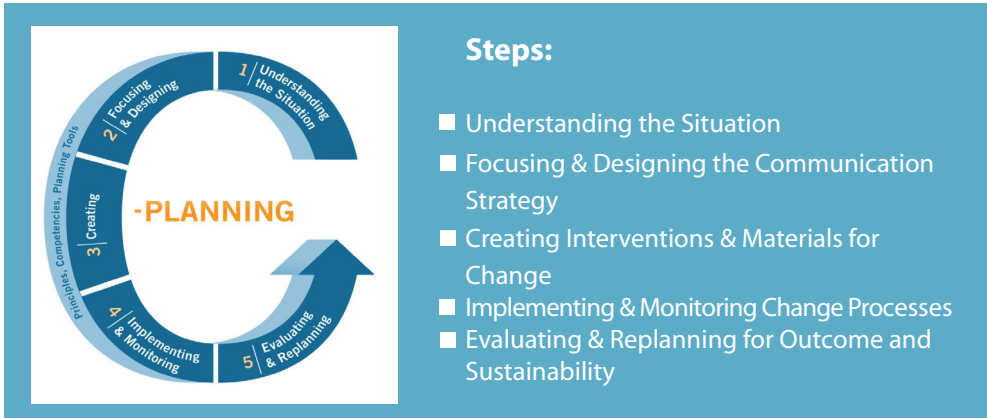 1 Understanding
the Situation
2 Focusing
& Designing
3 Creating
4 Implementing
& Monitoring
5 Evaluating
& Replanning
Principles, Competencies, Planning Tools
-PLANNING
Steps:
Understanding the Situation
Focusing & Designing the Communication
Strategy
Creating Interventions & Materials for
Change
Implementing & Monitoring Change Processes
Evaluating & Replanning for Outcome and
Sustainability